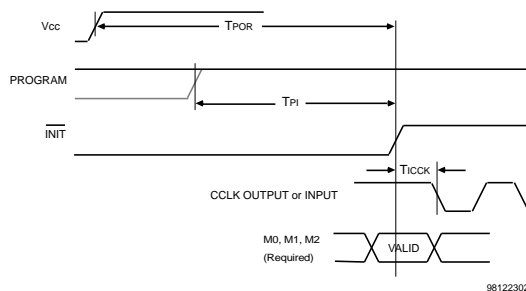 Vcc
TPOR
PROGRAM
TPI
INIT
TICCK
CCLK OUTPUT or INPUT
M0, M1, M2
(Required)
VALID
98122302